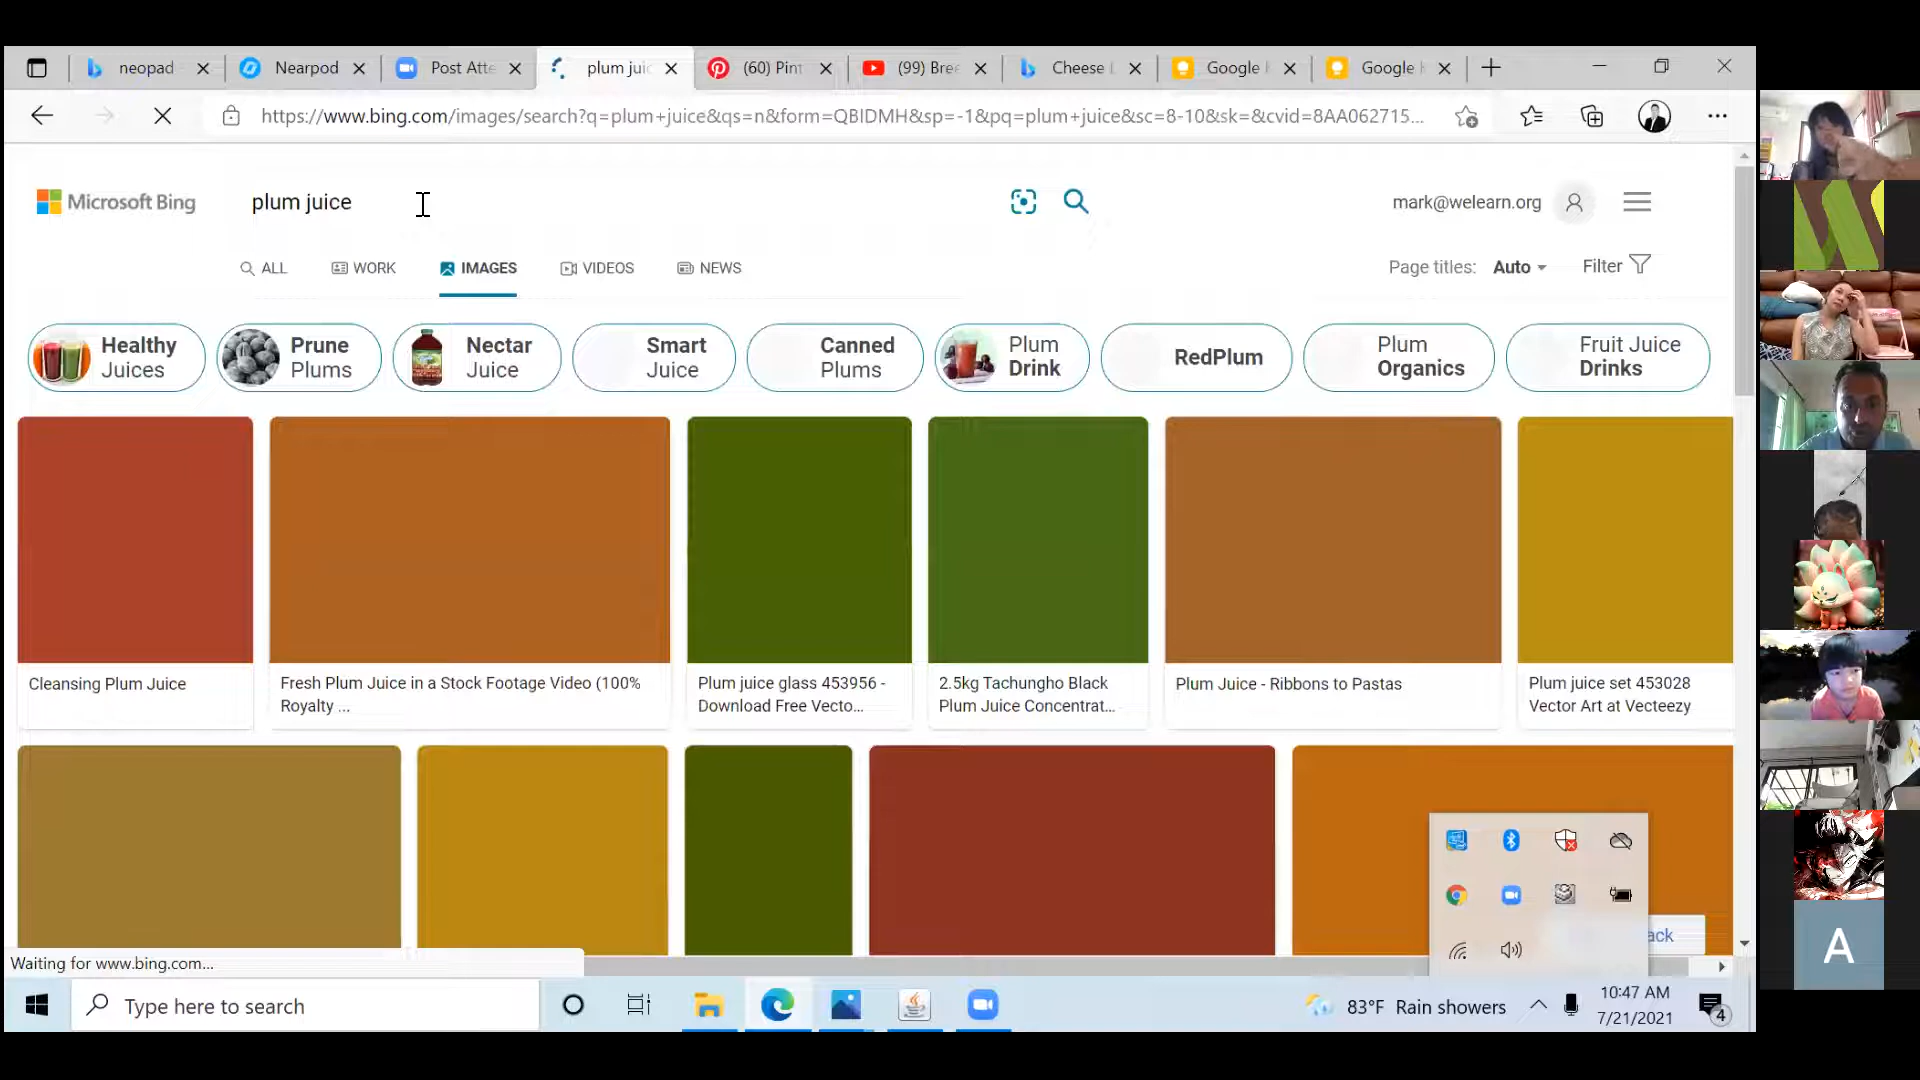 neopad
Nearpod
Post Atte
plum juic
(60) Pint
(99) Bree
Cheese
Google
Google
https://www.bing.com/images/search?q=plum+juice&qs=n&form=QBIDMH&sp=-1&pq=plum+juice&sc=8-10&sk=&cvid=8AA062715...
Microsoft Bing
plum juice
mark@welearn.org
ALL
WORK
IMAGES
VIDEOS
NEWS
Page titles: Auto
Filter
Healthy
Juices
Prune
Plums
Nectar
Juice
Smart
Juice
Canned
Plums
Plum
Drink
RedPlum
Plum
Organics
Fruit Juice
Drinks
Cleansing Plum Juice
Fresh Plum Juice in a Stock Footage Video (100%
Royalty ...
Plum juice glass 453956 -
Download Free Vecto...
2.5kg Tachungho Black
Plum Juice Concentrat...
Plum Juice - Ribbons to Pastas
Plum juice set 453028
Vector Art at Vecteezy
ack
Waiting for www.bing.com...
Type here to search
83°F Rain showers
10:47 AM
7/21/2021
4
A